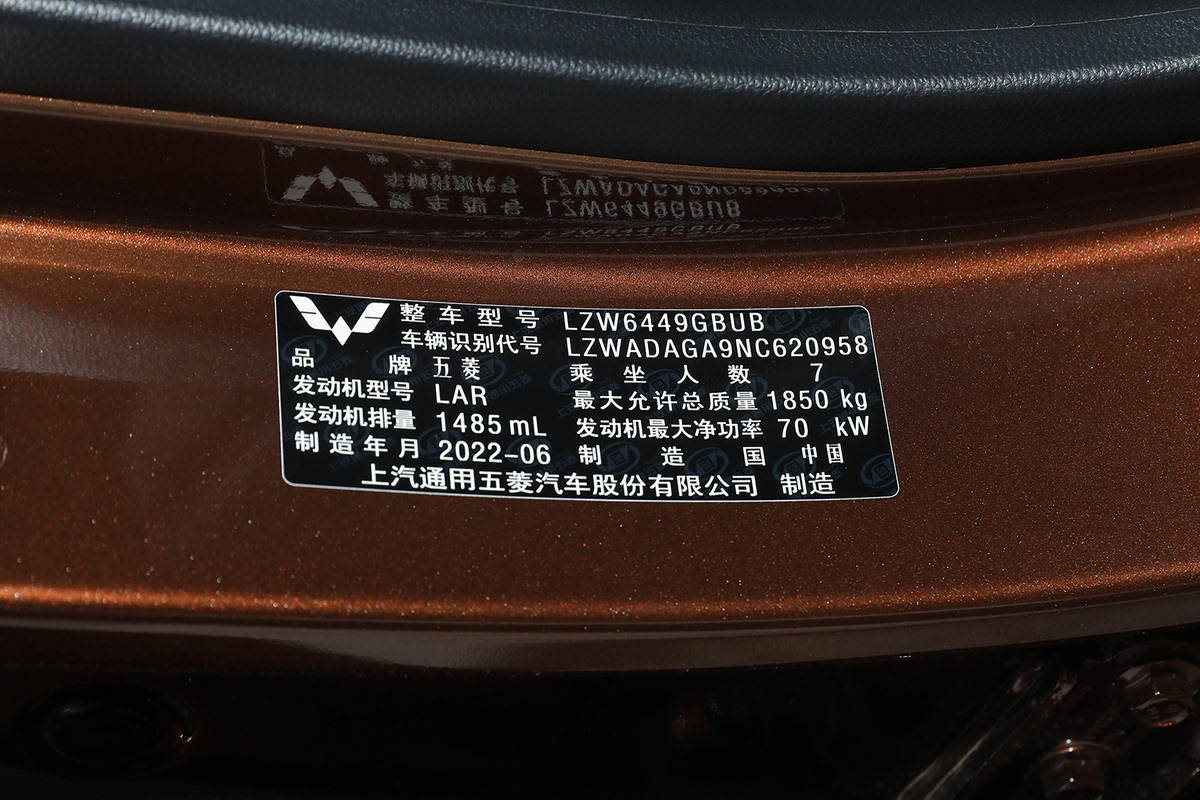 整车型号 LZW6449GBUB
车辆识别代号 LZWADAGA9NC620958
品牌 五菱 乘坐人数 7
发动机型号 LAR 最大允许总质量 1850 kg
发动机排量 1485 mL 发动机最大净功率 70 kW
制造年月 2022-06 制造国 中国
上汽通用五菱汽车股份有限公司 制造